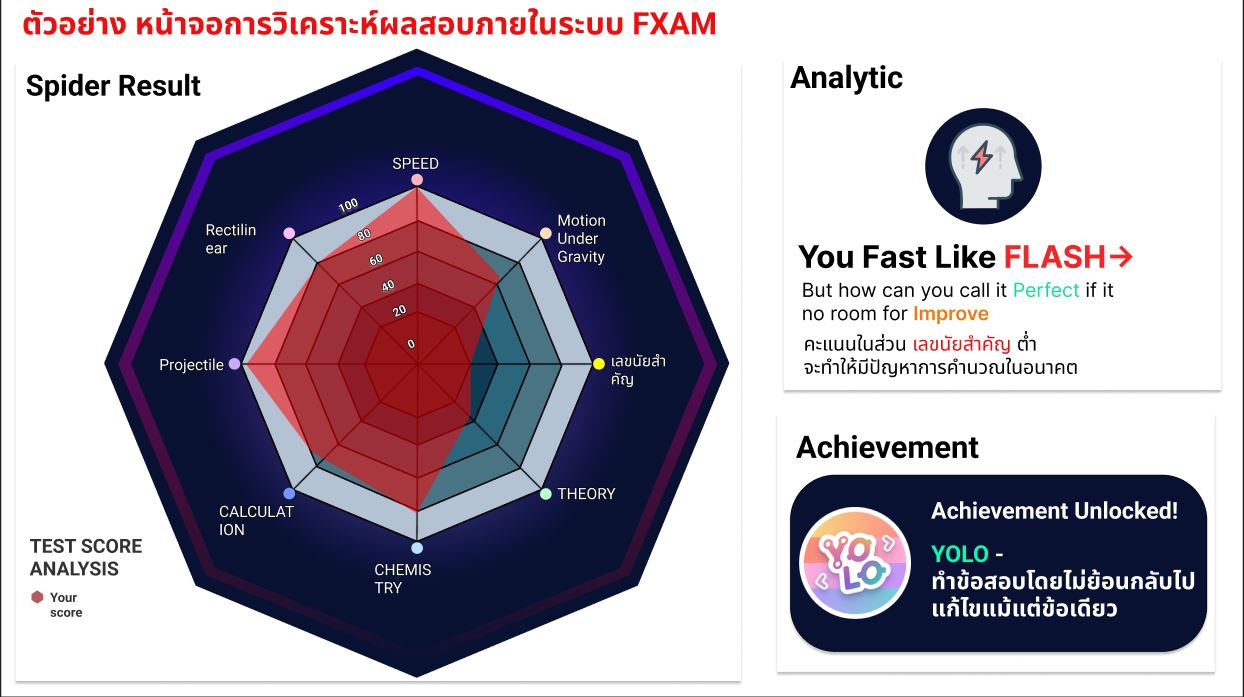 ตัวอย่าง หน้าจอการวิเคราะห์ผลสอบภายในระบบ FXAM
Spider Result
SPEED
Motion
Under
Gravity
เลขนัยสำ
คัญ
THEORY
CHEMIS
TRY
CALCULAT
ION
Projectile
Rectilin
ear
100
80
60
40
20
0
TEST SCORE
ANALYSIS
Your
score
Analytic
You Fast Like FLASH→
But how can you call it Perfect if it
no room for Improve
คะแนนในส่วน เลขนัยสำคัญ ต่ำ
จะทำให้มีปัญหาการคำนวณในอนาคต
Achievement
YO
LO
Achievement Unlocked!
YOLO -
ทำข้อสอบโดยไม่ย้อนกลับไป
แก้ไขแม้แต่ข้อเดียว